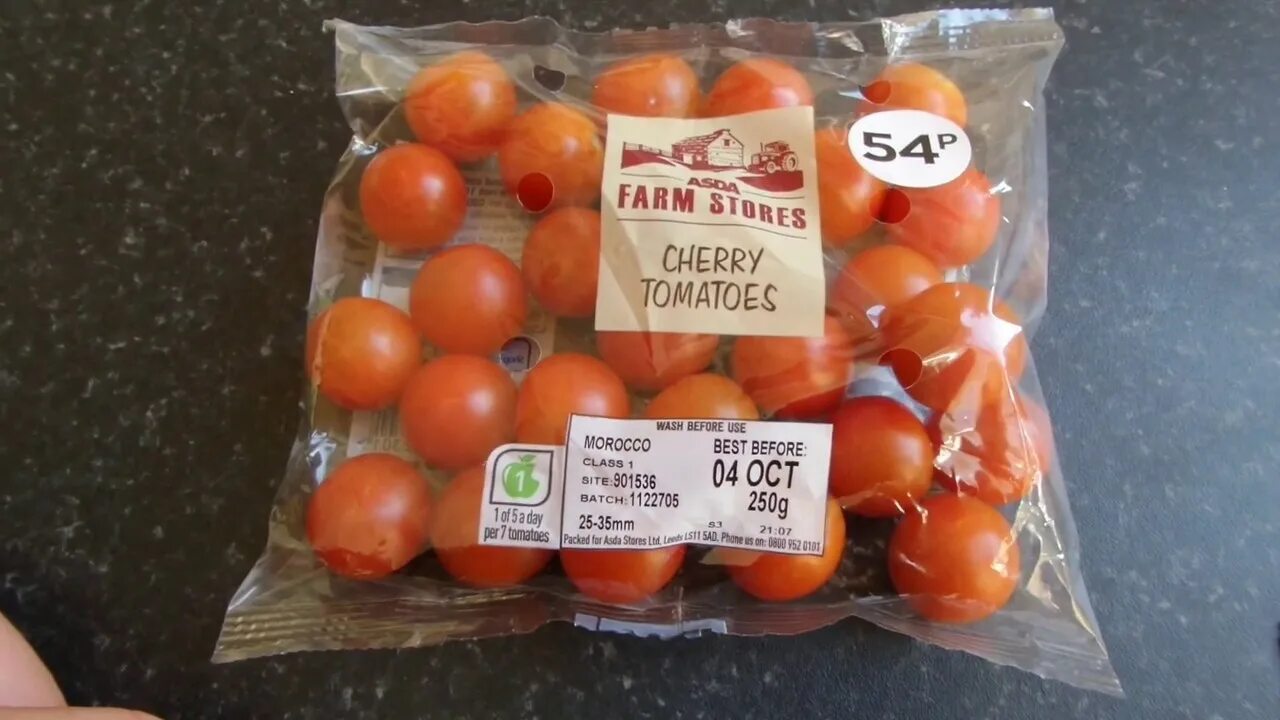 54P
ASDA
FARM STORES
CHERRY
TOMATOES
WASH BEFORE USE
MOROCCO
CLASS 1
SITE:901536
BATCH:1122705
25-35mm
BEST BEFORE:
04 OCT
250g
S3 21:07
Packed for Asda Stores Ltd, Leeds LS11 5AD, Phone us on: 0800 952 0101
1
1 of 5 a day
per 7 tomatoes